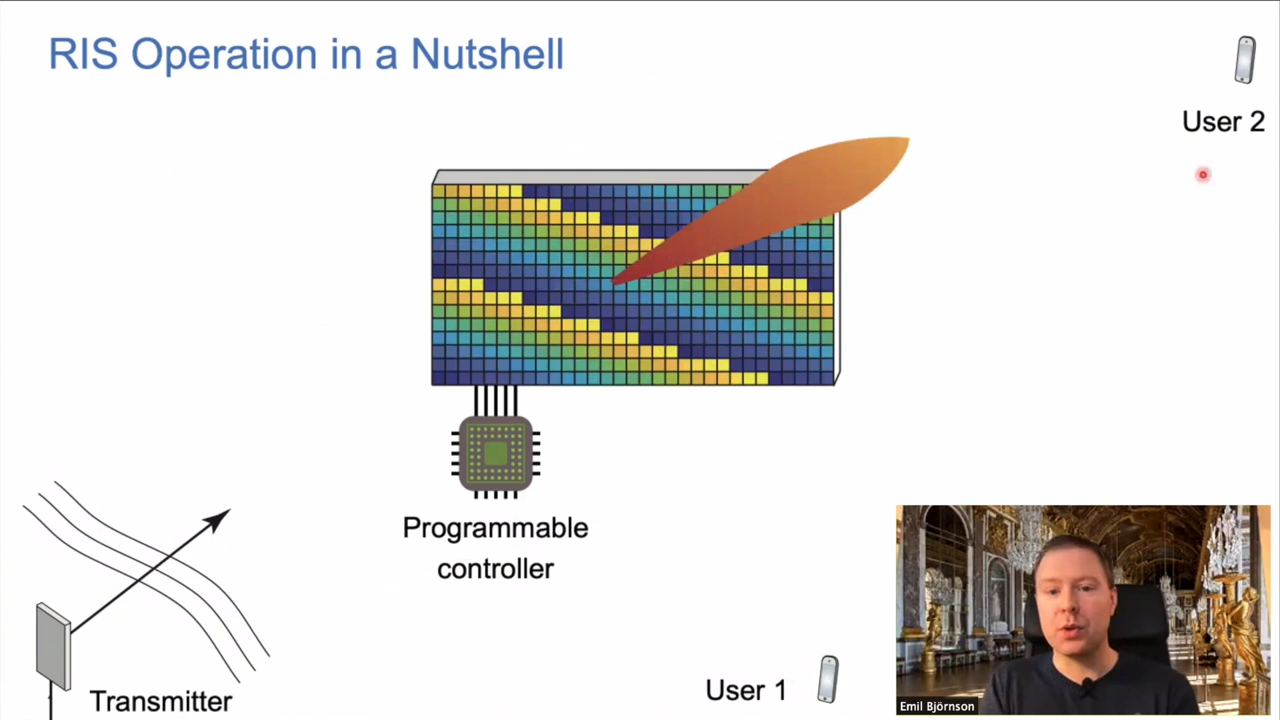 RIS Operation in a Nutshell
User 2
Programmable
controller
Transmitter
User 1
Emil Björnson